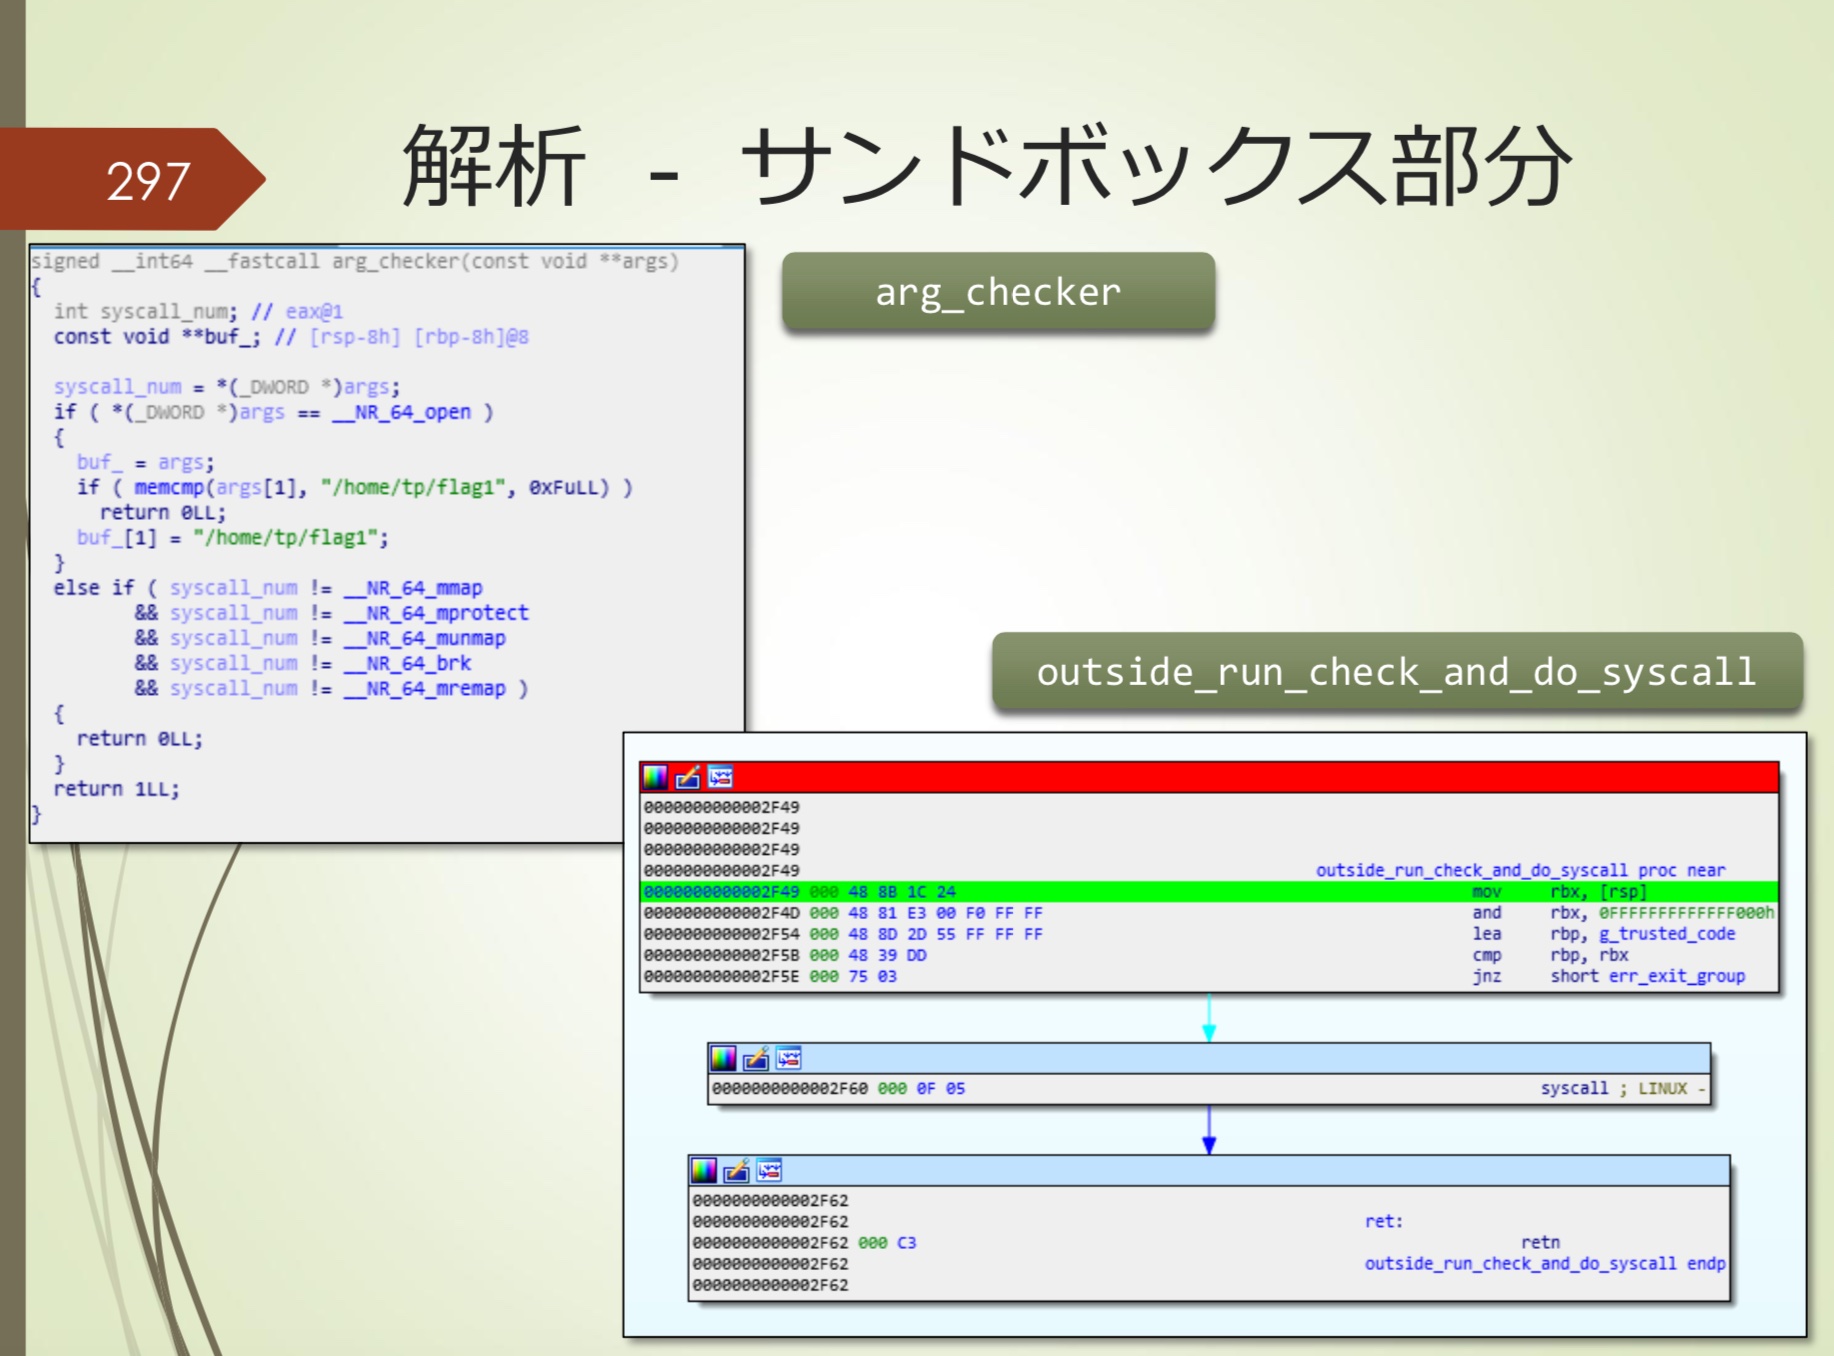 297
解析 - サンドボックス部分
signed __int64 __fastcall arg_checker(const void **args)
{
int syscall_num; // eax@1
const void **buf_; // [rsp-8h] [rbp-8h]@8
syscall_num = *(_DWORD *)args;
if ( *(_DWORD *)args == __NR_64_open )
{
buf_ = args;
if ( memcmp(args[1], "/home/tp/flag1", 0xFuLL) )
return 0LL;
buf_[1] = "/home/tp/flag1";
}
else if ( syscall_num != __NR_64_mmap
&& syscall_num != __NR_64_mprotect
&& syscall_num != __NR_64_munmap
&& syscall_num != __NR_64_brk
&& syscall_num != __NR_64_mremap )
{
return 0LL;
}
return 1LL;
}
arg_checker
outside_run_check_and_do_syscall
0000000000002F49
0000000000002F49
0000000000002F49
0000000000002F49 outside_run_check_and_do_syscall proc near
0000000000002F49 000 48 8B 1C 24 mov rbx, [rsp]
0000000000002F4D 000 48 81 E3 00 F0 FF FF and rbx, 0FFFFFFFFFFFFF000h
0000000000002F54 000 48 8D 2D 55 FF FF FF lea rbp, g_trusted_code
0000000000002F5B 000 48 39 DD cmp rbp, rbx
0000000000002F5E 000 75 03 jnz short err_exit_group
0000000000002F60 000 0F 05 syscall ; LINUX -
0000000000002F62
0000000000002F62 ret:
0000000000002F62 000 C3 retn
0000000000002F62 outside_run_check_and_do_syscall endp
0000000000002F62